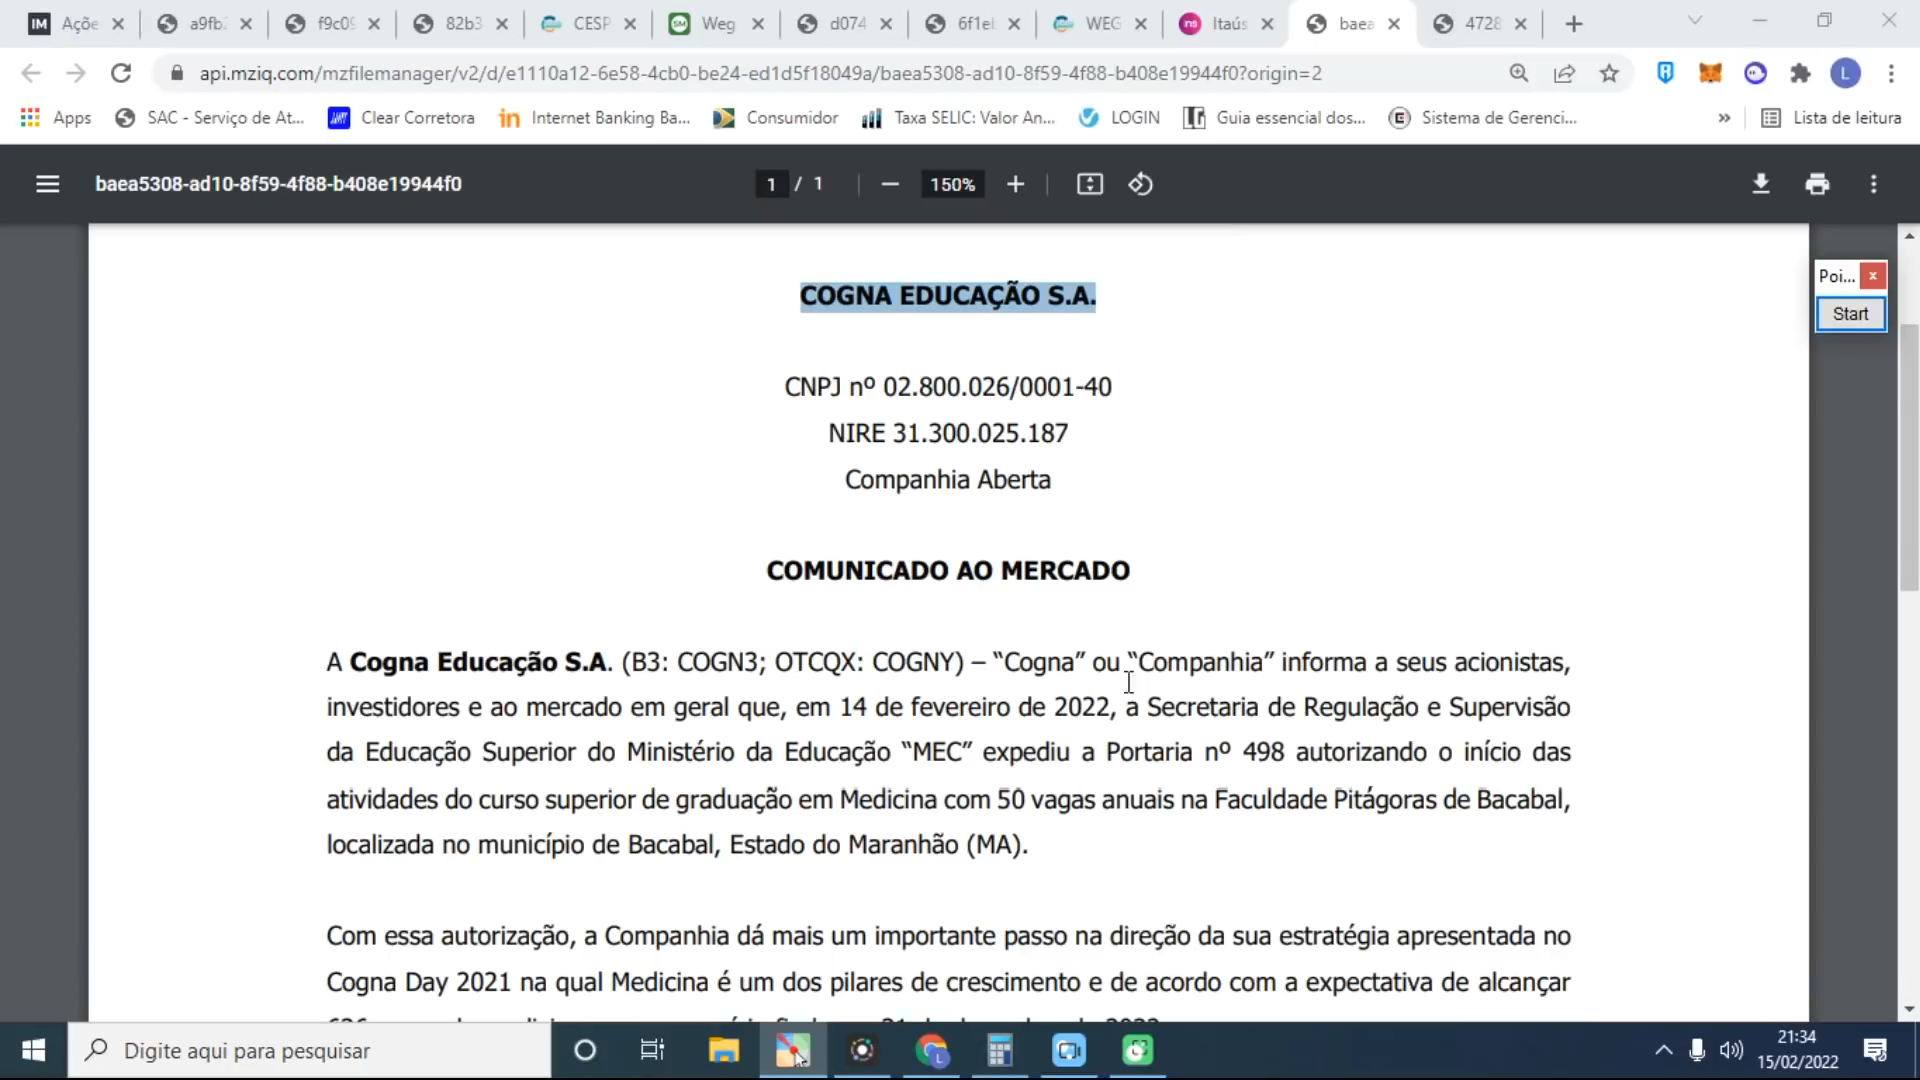 IM Açõe a9fb2 f9c09 82b3 CESP SM Weg d074 6f1eb WEG ins Itaús baea 4728
api.mziq.com/mzfilemanager/v2/d/e1110a12-6e58-4cb0-be24-ed1d5f18049a/baea5308-ad10-8f59-4f88-b408e19944f0?origin=2 L
Apps SAC - Serviço de At... Clear Corretora in Internet Banking Ba... Consumidor Taxa SELIC: Valor An... LOGIN Guia essencial dos... Sistema de Gerenci... » Lista de leitura
baea5308-ad10-8f59-4f88-b408e19944f0 1 / 1 150%
Poi...
Start
COGNA EDUCAÇÃO S.A.
CNPJ nº 02.800.026/0001-40
NIRE 31.300.025.187
Companhia Aberta
COMUNICADO AO MERCADO
A Cogna Educação S.A. (B3: COGN3; OTCQX: COGNY) – “Cogna” ou “Companhia” informa a seus acionistas,
investidores e ao mercado em geral que, em 14 de fevereiro de 2022, a Secretaria de Regulação e Supervisão
da Educação Superior do Ministério da Educação “MEC” expediu a Portaria nº 498 autorizando o início das
atividades do curso superior de graduação em Medicina com 50 vagas anuais na Faculdade Pitágoras de Bacabal,
localizada no município de Bacabal, Estado do Maranhão (MA).
Com essa autorização, a Companhia dá mais um importante passo na direção da sua estratégia apresentada no
Cogna Day 2021 na qual Medicina é um dos pilares de crescimento e de acordo com a expectativa de alcançar
Digite aqui para pesquisar
21:34
15/02/2022